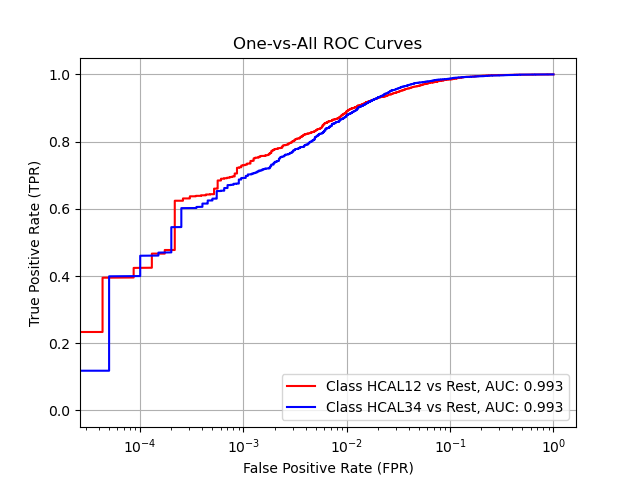 One-vs-All ROC Curves
True Positive Rate (TPR)
1.0
0.8
0.6
0.4
0.2
0.0
Class HCAL12 vs Rest, AUC: 0.993
Class HCAL34 vs Rest, AUC: 0.993
10⁻⁴ 10⁻³ 10⁻² 10⁻¹ 10⁰
False Positive Rate (FPR)